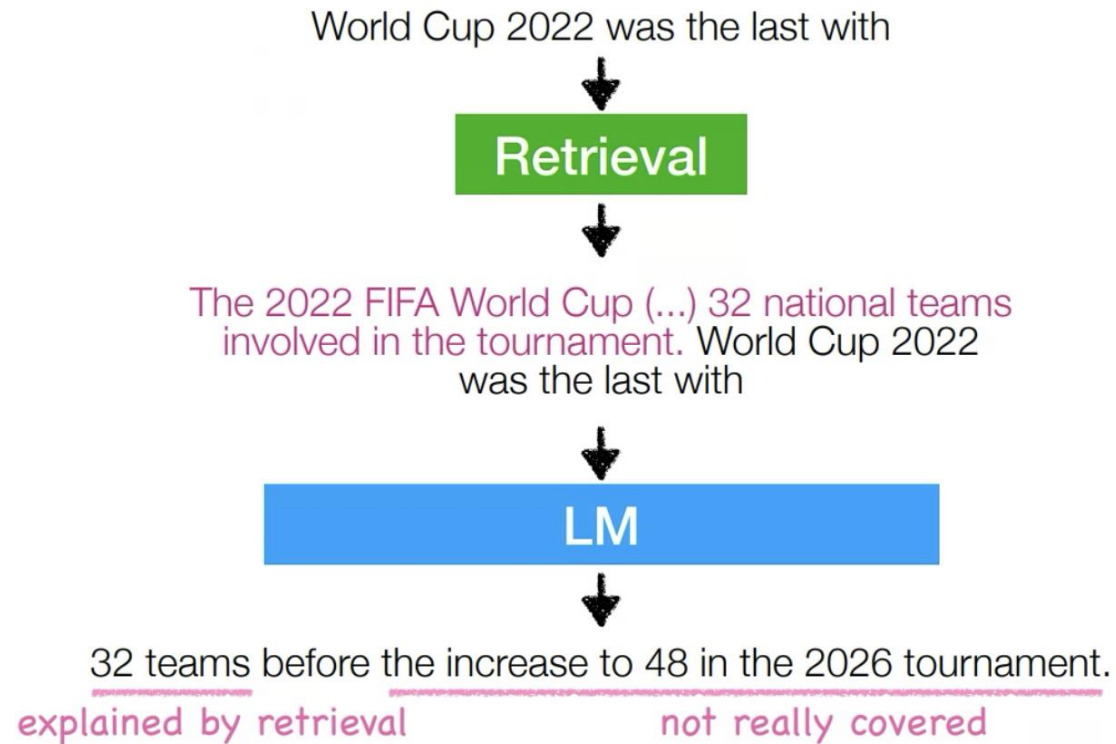 World Cup 2022 was the last with
Retrieval
The 2022 FIFA World Cup (...) 32 national teams
involved in the tournament. World Cup 2022
was the last with
LM
32 teams before the increase to 48 in the 2026 tournament.
explained by retrieval not really covered